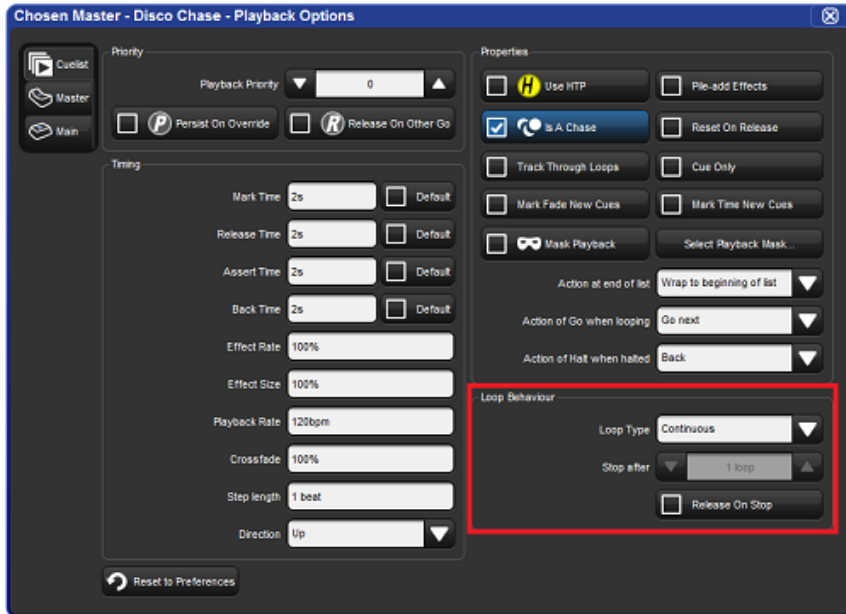 Chosen Master - Disco Chase - Playback Options
Cuelist
Master
Main
Priority
Playback Priority
0
P Persist On Override
R Release On Other Go
Timing
Mark Time 2s Default
Release Time 2s Default
Assert Time 2s Default
Back Time 2s Default
Effect Rate 100%
Effect Size 100%
Playback Rate 120bpm
Crossfade 100%
Step length 1 beat
Direction Up
Reset to Preferences
Properties
H Use HTP
Pile-add Effects
Is A Chase
Reset On Release
Track Through Loops
Cue Only
Mark Fade New Cues
Mark Time New Cues
Mask Playback
Select Playback Mask...
Action at end of list Wrap to beginning of list
Action of Go when looping Go next
Action of Halt when halted Back
Loop Behaviour
Loop Type Continuous
Stop after 1 loop
Release On Stop